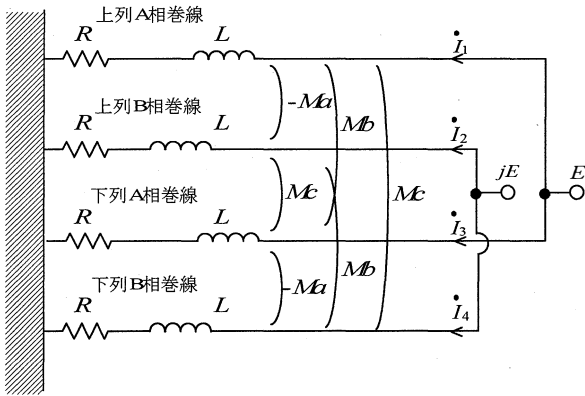 上列A相巻線
R L İ1
-Ma
上列B相巻線
Mb
R L İ2
jE E
下列A相巻線 Mc Mc
R L İ3
下列B相巻線
-Ma Mb
R L İ4